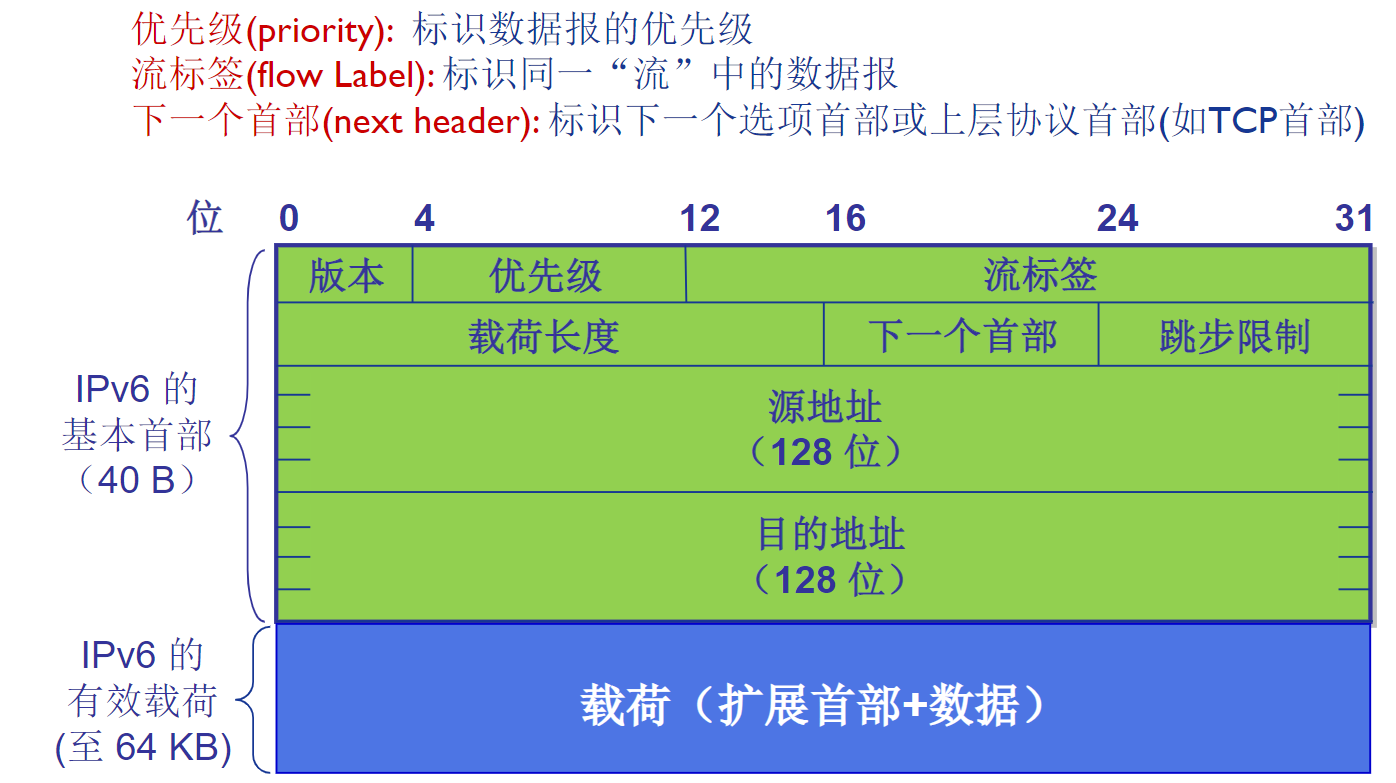 优先级(priority): 标识数据报的优先级
流标签(flow Label): 标识同一“流”中的数据报
下一个首部(next header): 标识下一个选项首部或上层协议首部(如TCP首部)
位 0 4 12 16 24 31
版本 优先级 流标签
载荷长度 下一个首部 跳步限制
IPv6 的
基本首部
（40 B）
源地址
（128 位）
目的地址
（128 位）
IPv6 的
有效载荷
(至 64 KB)
载荷（扩展首部+数据）